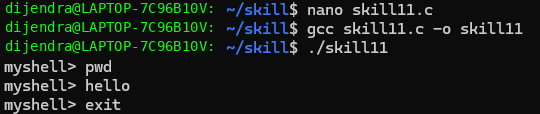 dijendra@LAPTOP-7C96B10V: ~/skill$ nano skill11.c
dijendra@LAPTOP-7C96B10V: ~/skill$ gcc skill11.c -o skill11
dijendra@LAPTOP-7C96B10V: ~/skill$ ./skill11
myshell> pwd
myshell> hello
myshell> exit